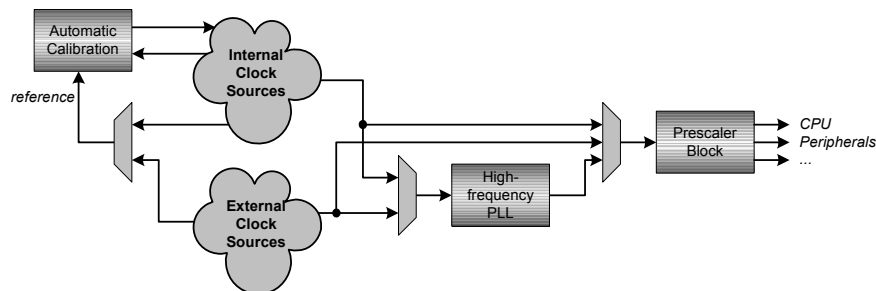 Automatic
Calibration
Internal
Clock
Sources
reference
CPU
Prescaler
Block
Peripherals
...
High-
frequency
PLL
External
Clock
Sources